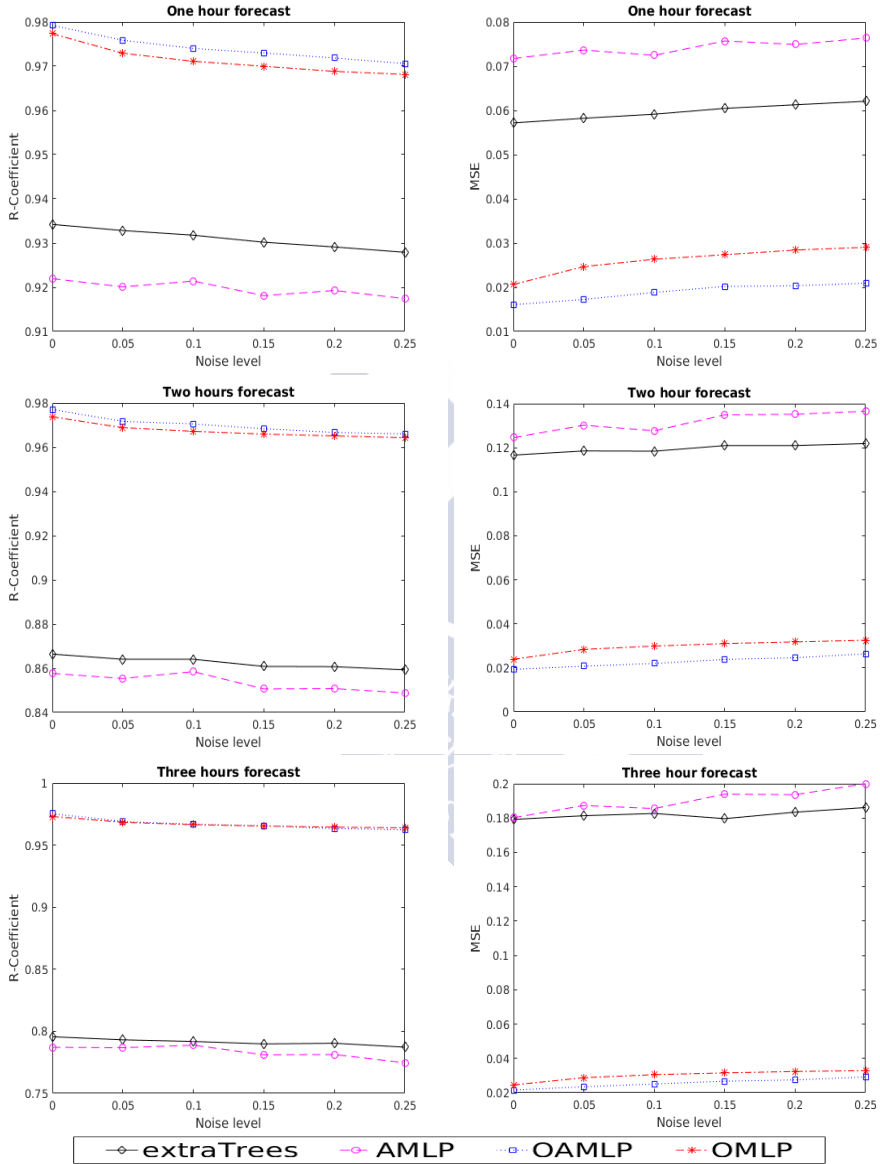 One hour forecast
R-Coefficient
0.98
0.97
0.96
0.95
0.94
0.93
0.92
0.91
0 0.05 0.1 0.15 0.2 0.25
Noise level
One hour forecast
MSE
0.08
0.07
0.06
0.05
0.04
0.03
0.02
0.01
0 0.05 0.1 0.15 0.2 0.25
Noise level
Two hours forecast
R-Coefficient
0.98
0.96
0.94
0.92
0.9
0.88
0.86
0.84
0 0.05 0.1 0.15 0.2 0.25
Noise level
Two hour forecast
MSE
0.14
0.12
0.1
0.08
0.06
0.04
0.02
0
0 0.05 0.1 0.15 0.2 0.25
Noise level
Three hours forecast
R-Coefficient
1
0.95
0.9
0.85
0.8
0.75
0 0.05 0.1 0.15 0.2 0.25
Noise level
Three hour forecast
MSE
0.2
0.18
0.16
0.14
0.12
0.1
0.08
0.06
0.04
0.02
0 0.05 0.1 0.15 0.2 0.25
Noise level
extraTrees AMLP OAMLP OMLP